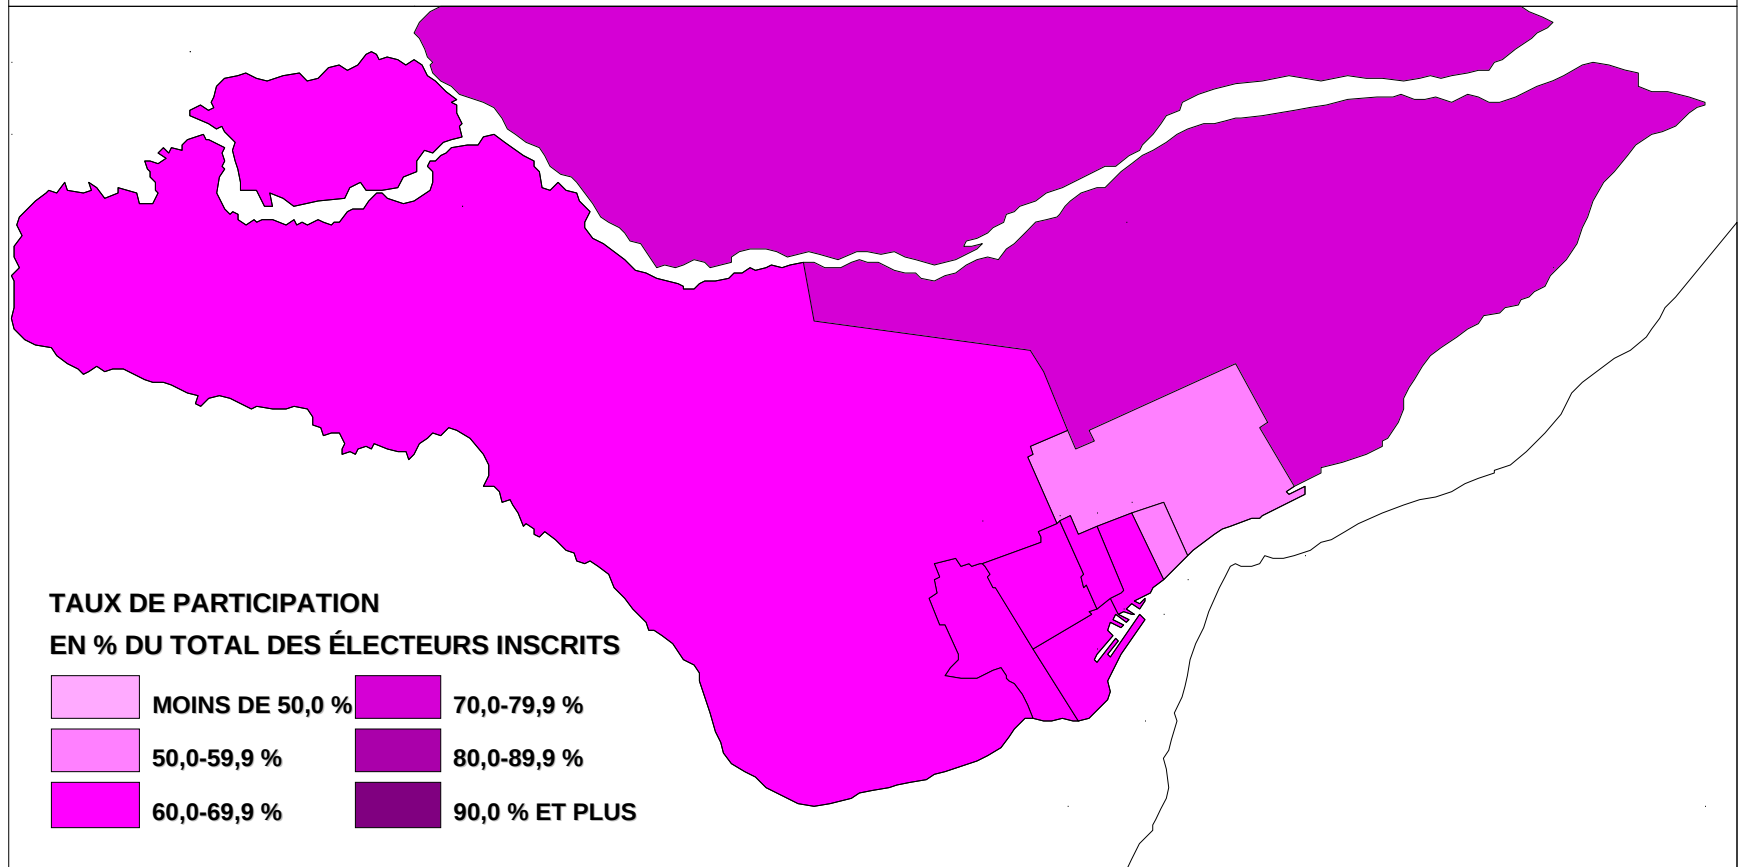 TAUX DE PARTICIPATION
EN % DU TOTAL DES ÉLECTEURS INSCRITS
MOINS DE 50,0 %
50,0-59,9 %
60,0-69,9 %
70,0-79,9 %
80,0-89,9 %
90,0 % ET PLUS